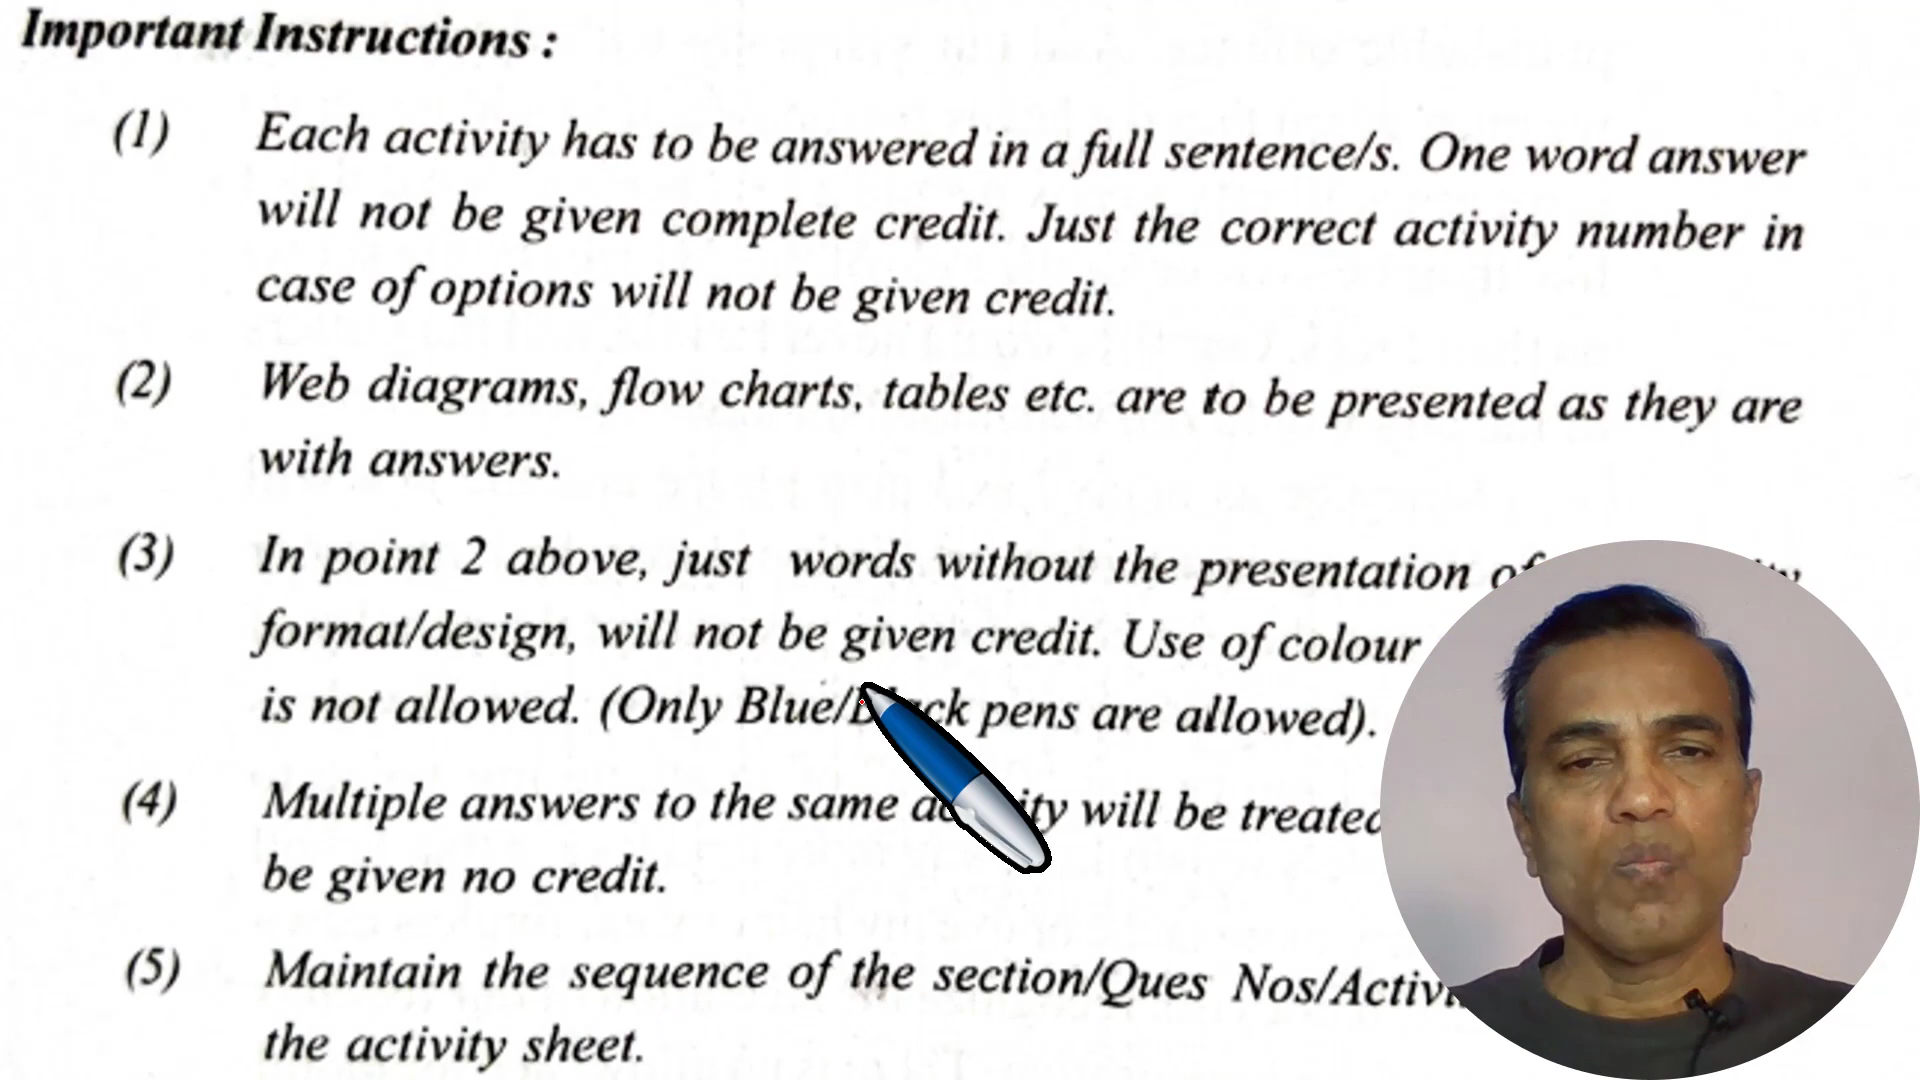 Important Instructions :
(1) Each activity has to be answered in a full sentence/s. One word answer
will not be given complete credit. Just the correct activity number in
case of options will not be given credit.
(2) Web diagrams, flow charts, tables etc. are to be presented as they are
with answers.
(3) In point 2 above, just words without the presentation of
format/design, will not be given credit. Use of colour
is not allowed. (Only Blue/Black pens are allowed).
(4) Multiple answers to the same activity will be treated
be given no credit.
(5) Maintain the sequence of the section/Ques Nos/
the activity sheet.